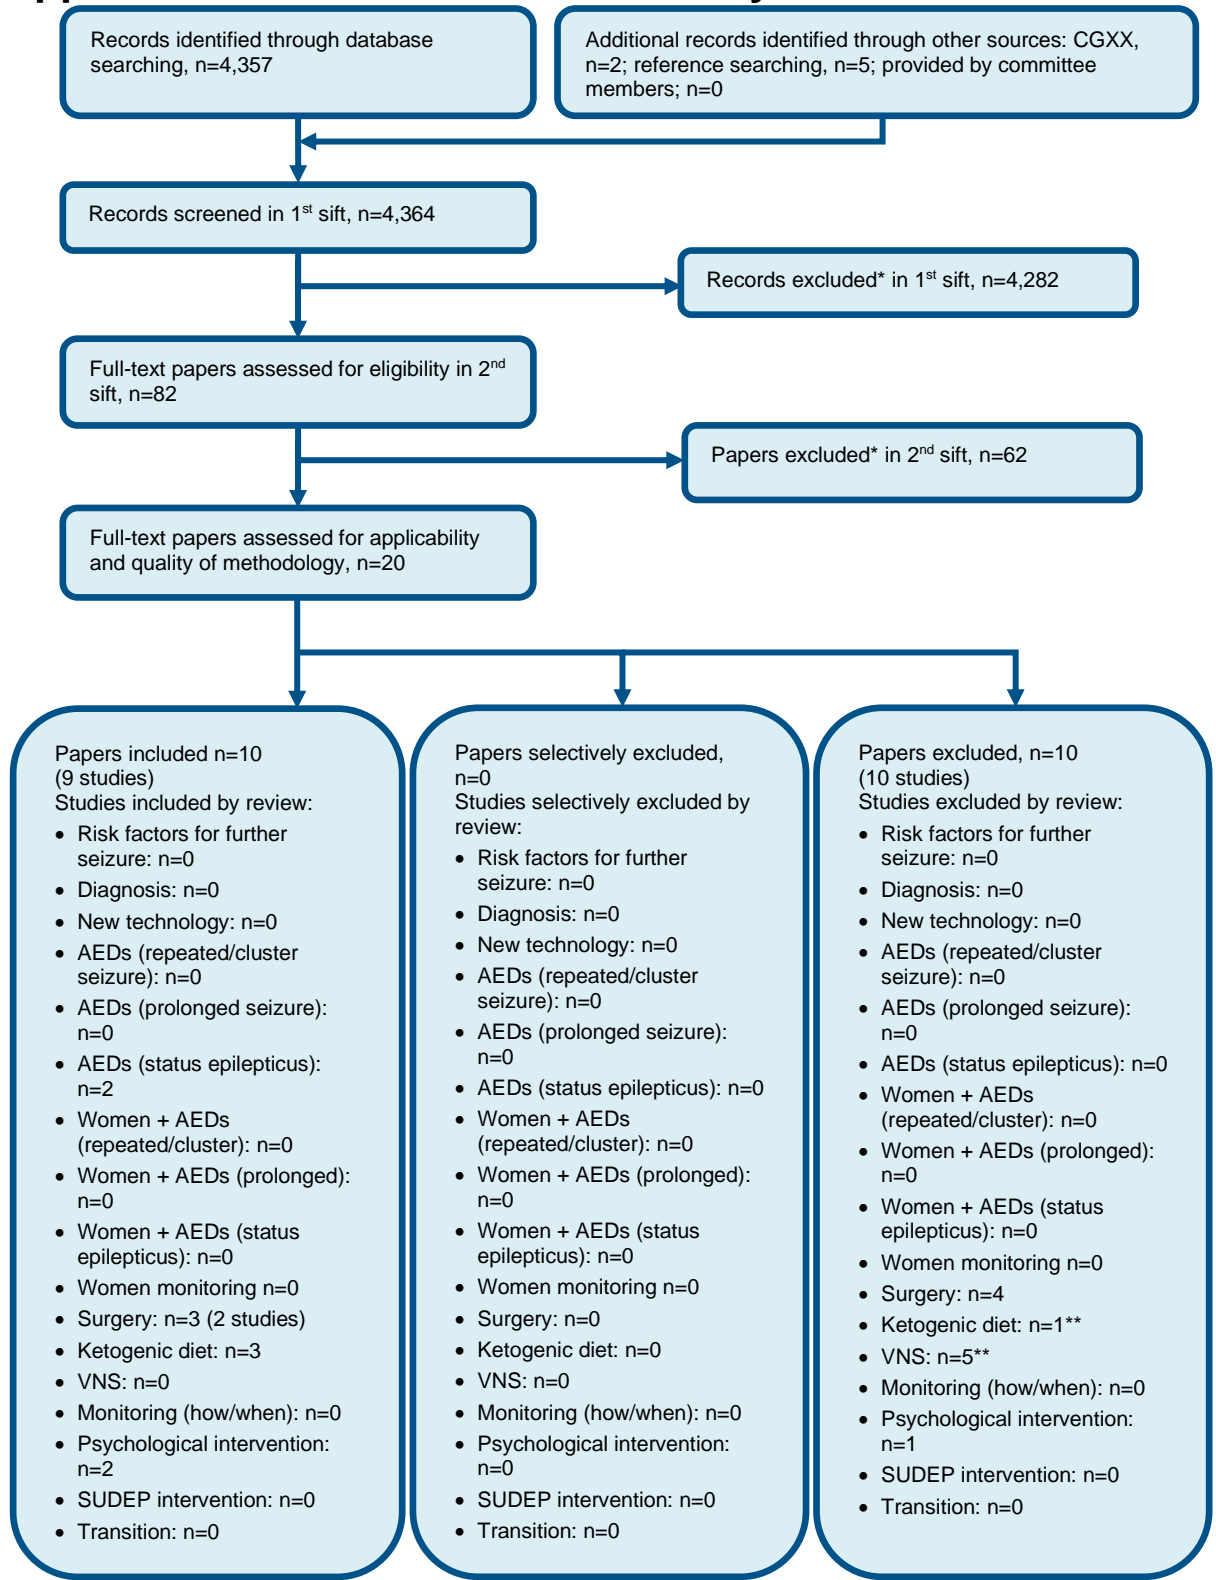 Records identified through database
searching, n=4,357
Additional records identified through other sources: CGXX,
n=2; reference searching, n=5; provided by committee
members; n=0
Records screened in 1st sift, n=4,364
Records excluded* in 1st sift, n=4,282
Full-text papers assessed for eligibility in 2nd
sift, n=82
Papers excluded* in 2nd sift, n=62
Full-text papers assessed for applicability
and quality of methodology, n=20
Papers included n=10
(9 studies)
Studies included by review:
• Risk factors for further
seizure: n=0
• Diagnosis: n=0
• New technology: n=0
• AEDs (repeated/cluster
seizure): n=0
• AEDs (prolonged seizure):
n=0
• AEDs (status epilepticus):
n=2
• Women + AEDs
(repeated/cluster): n=0
• Women + AEDs (prolonged):
n=0
• Women + AEDs (status
epilepticus): n=0
• Women monitoring n=0
• Surgery: n=3 (2 studies)
• Ketogenic diet: n=3
• VNS: n=0
• Monitoring (how/when): n=0
• Psychological intervention:
n=2
• SUDEP intervention: n=0
• Transition: n=0
Papers selectively excluded,
n=0
Studies selectively excluded by
review:
• Risk factors for further
seizure: n=0
• Diagnosis: n=0
• New technology: n=0
• AEDs (repeated/cluster
seizure): n=0
• AEDs (prolonged seizure):
n=0
• AEDs (status epilepticus): n=0
• Women + AEDs
(repeated/cluster): n=0
• Women + AEDs (prolonged):
n=0
• Women + AEDs (status
epilepticus): n=0
• Women monitoring n=0
• Surgery: n=0
• Ketogenic diet: n=0
• VNS: n=0
• Monitoring (how/when): n=0
• Psychological intervention:
n=0
• SUDEP intervention: n=0
• Transition: n=0
Papers excluded, n=10
(10 studies)
Studies excluded by review:
• Risk factors for further
seizure: n=0
• Diagnosis: n=0
• New technology: n=0
• AEDs (repeated/cluster
seizure): n=0
• AEDs (prolonged seizure):
n=0
• AEDs (status epilepticus): n=0
• Women + AEDs
(repeated/cluster): n=0
• Women + AEDs (prolonged):
n=0
• Women + AEDs (status
epilepticus): n=0
• Women monitoring n=0
• Surgery: n=4
• Ketogenic diet: n=1**
• VNS: n=5**
• Monitoring (how/when): n=0
• Psychological intervention:
n=1
• SUDEP intervention: n=0
• Transition: n=0